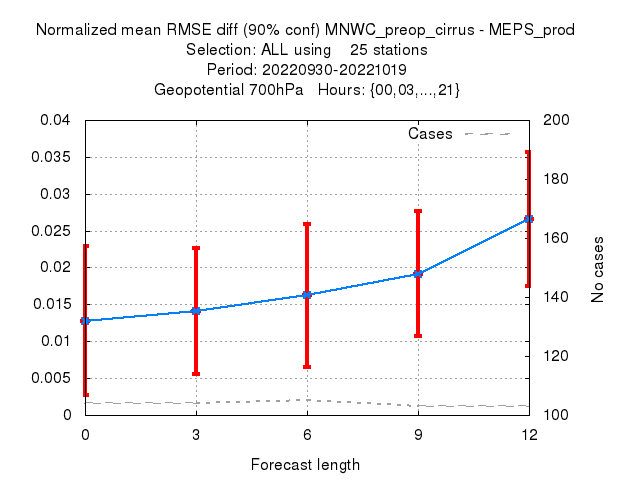 Normalized mean RMSE diff (90% conf) MNWC_preop_cirrus - MEPS_prod
Selection: ALL using 25 stations
Period: 20220930-20221019
Geopotential 700hPa Hours: {00,03,...,21}
Cases
0.04
0.035
0.03
0.025
0.02
0.015
0.01
0.005
0
200
180
160
140
120
100
No cases
0 3 6 9 12
Forecast length